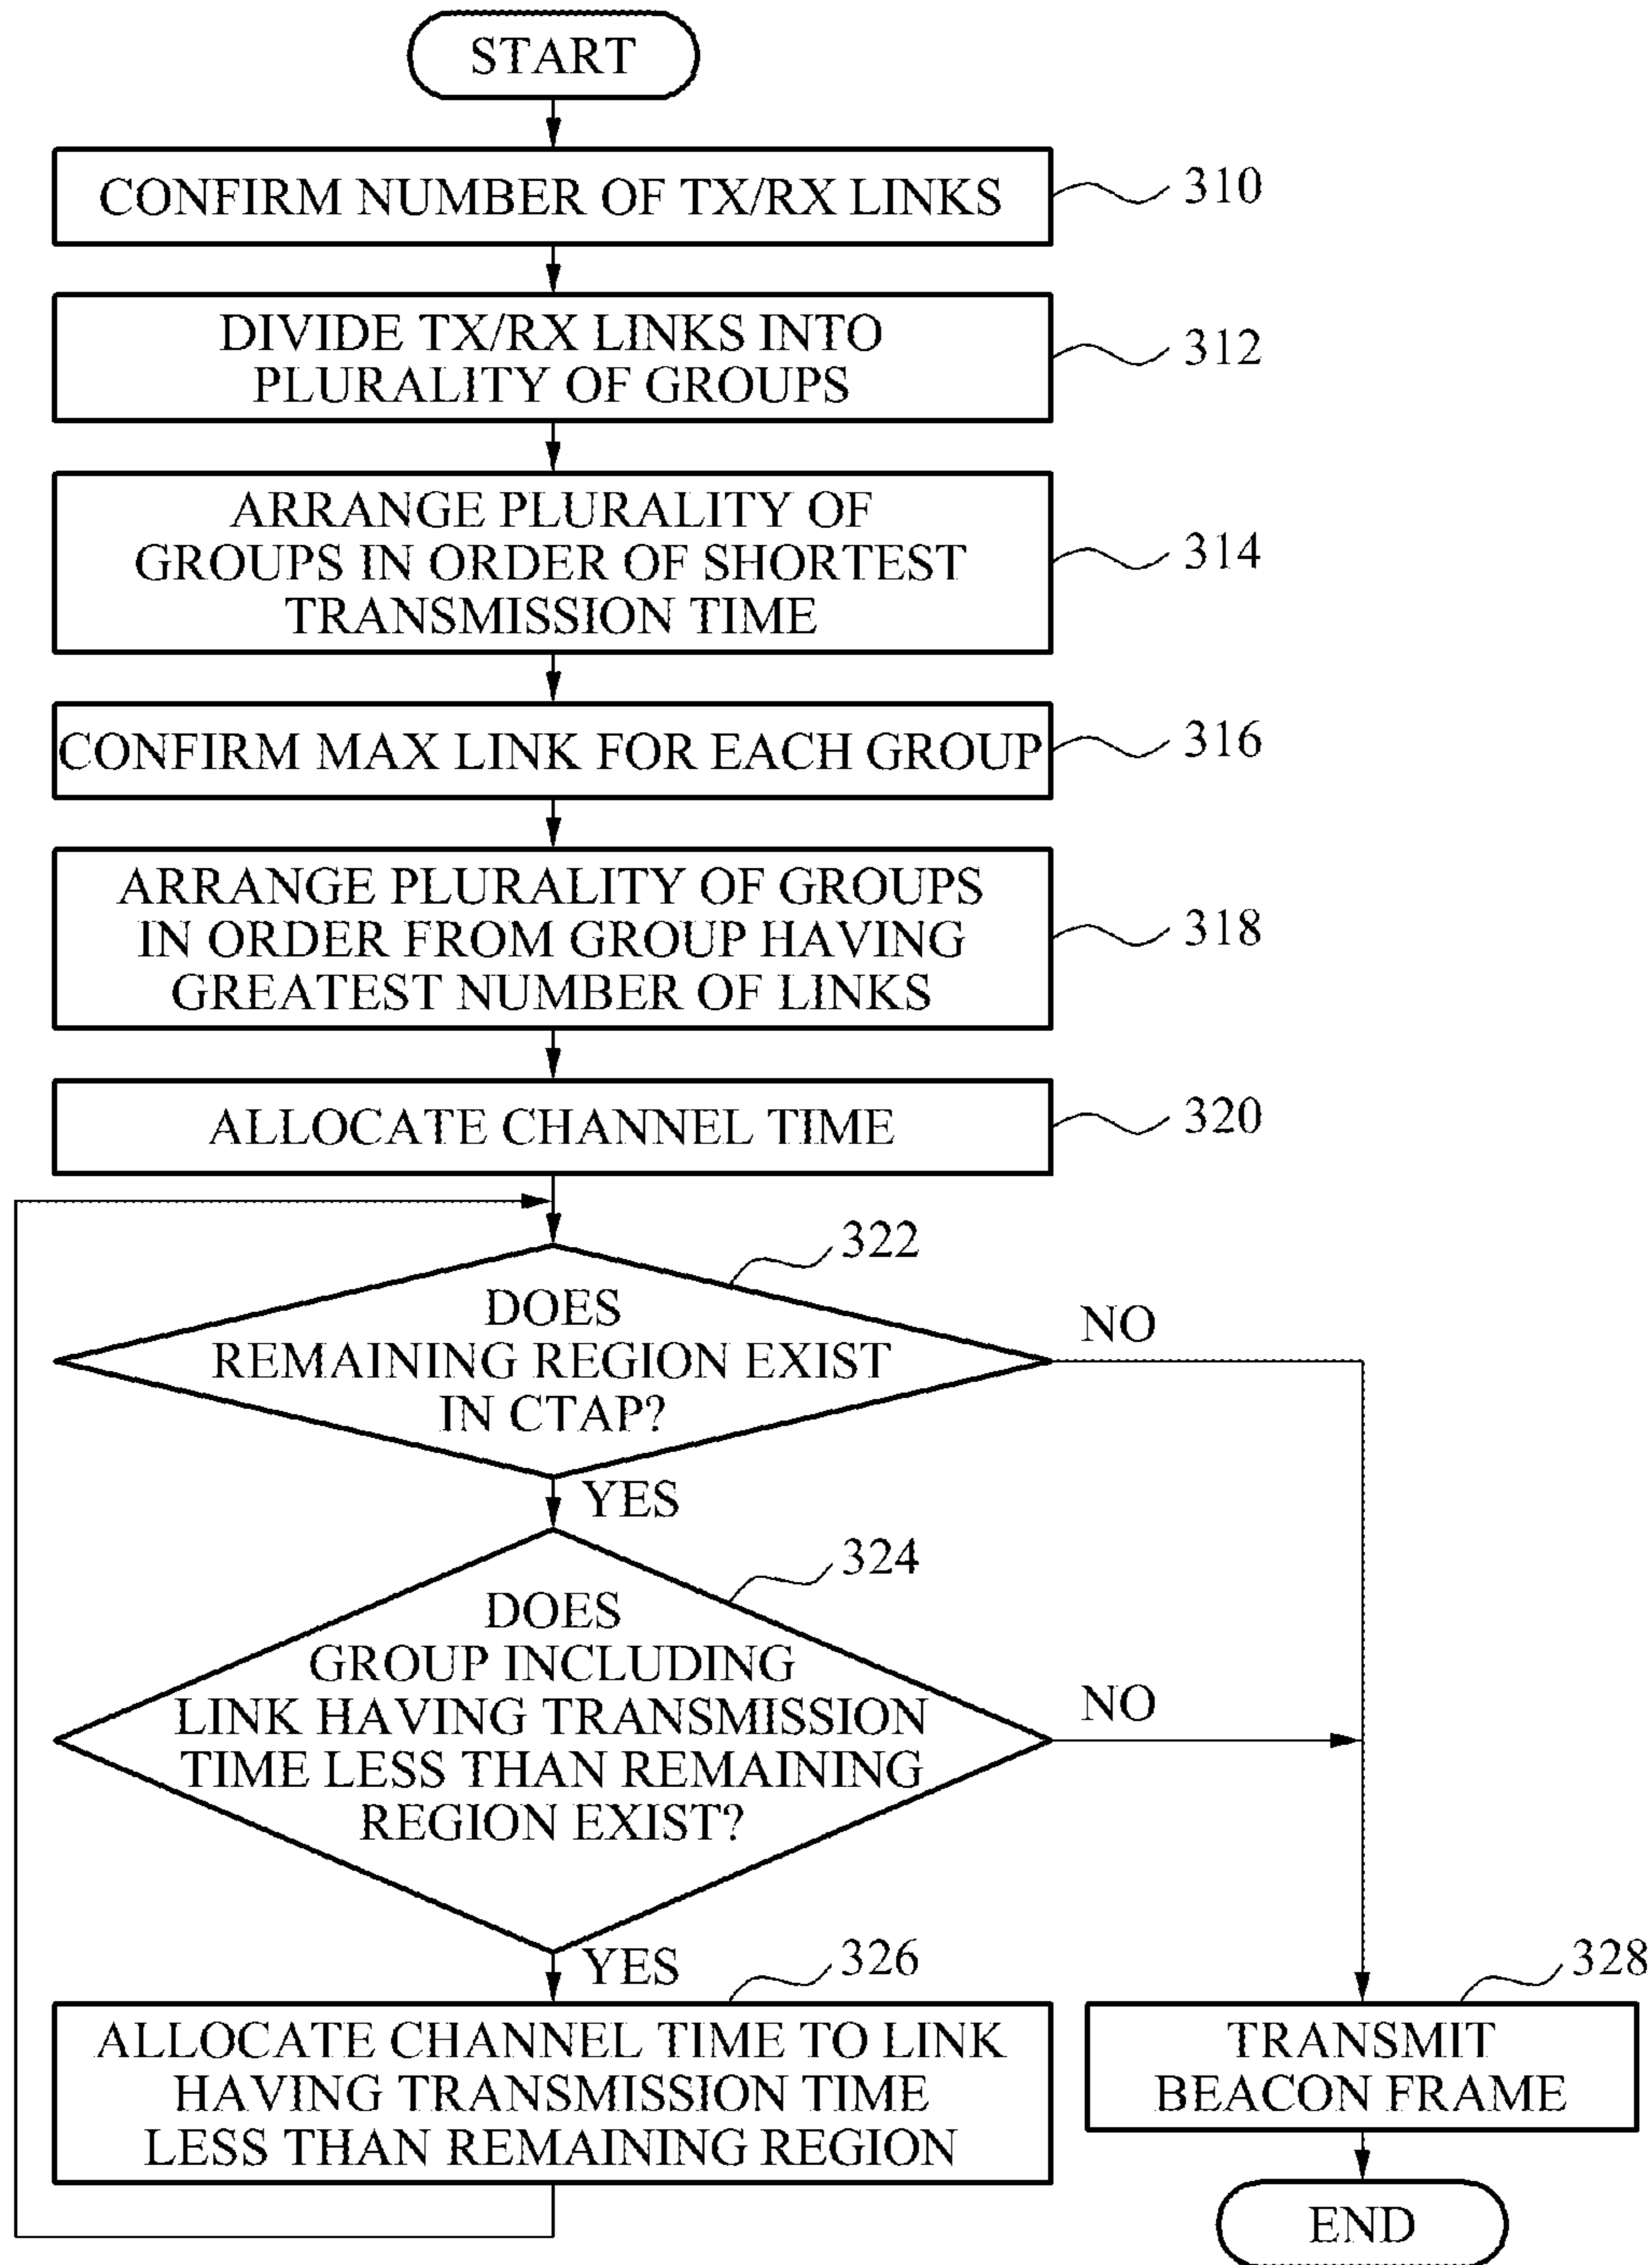 START
CONFIRM NUMBER OF TX/RX LINKS
310
DIVIDE TX/RX LINKS INTO
PLURALITY OF GROUPS
312
ARRANGE PLURALITY OF
GROUPS IN ORDER OF SHORTEST
TRANSMISSION TIME
314
CONFIRM MAX LINK FOR EACH GROUP
316
ARRANGE PLURALITY OF GROUPS
IN ORDER FROM GROUP HAVING
GREATEST NUMBER OF LINKS
318
ALLOCATE CHANNEL TIME
320
322
DOES
REMAINING REGION EXIST
IN CTAP?
NO
YES
324
DOES
GROUP INCLUDING
LINK HAVING TRANSMISSION
TIME LESS THAN REMAINING
REGION EXIST?
NO
YES
326
ALLOCATE CHANNEL TIME TO LINK
HAVING TRANSMISSION TIME
LESS THAN REMAINING REGION
328
TRANSMIT
BEACON FRAME
END